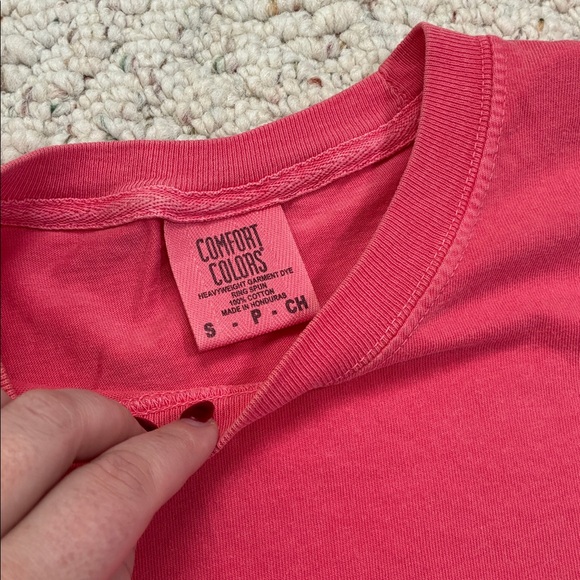 COMFORT
COLORS®
HEAVYWEIGHT GARMENT DYE
RING SPUN
100% COTTON
MADE IN HONDURAS
S - P - CH